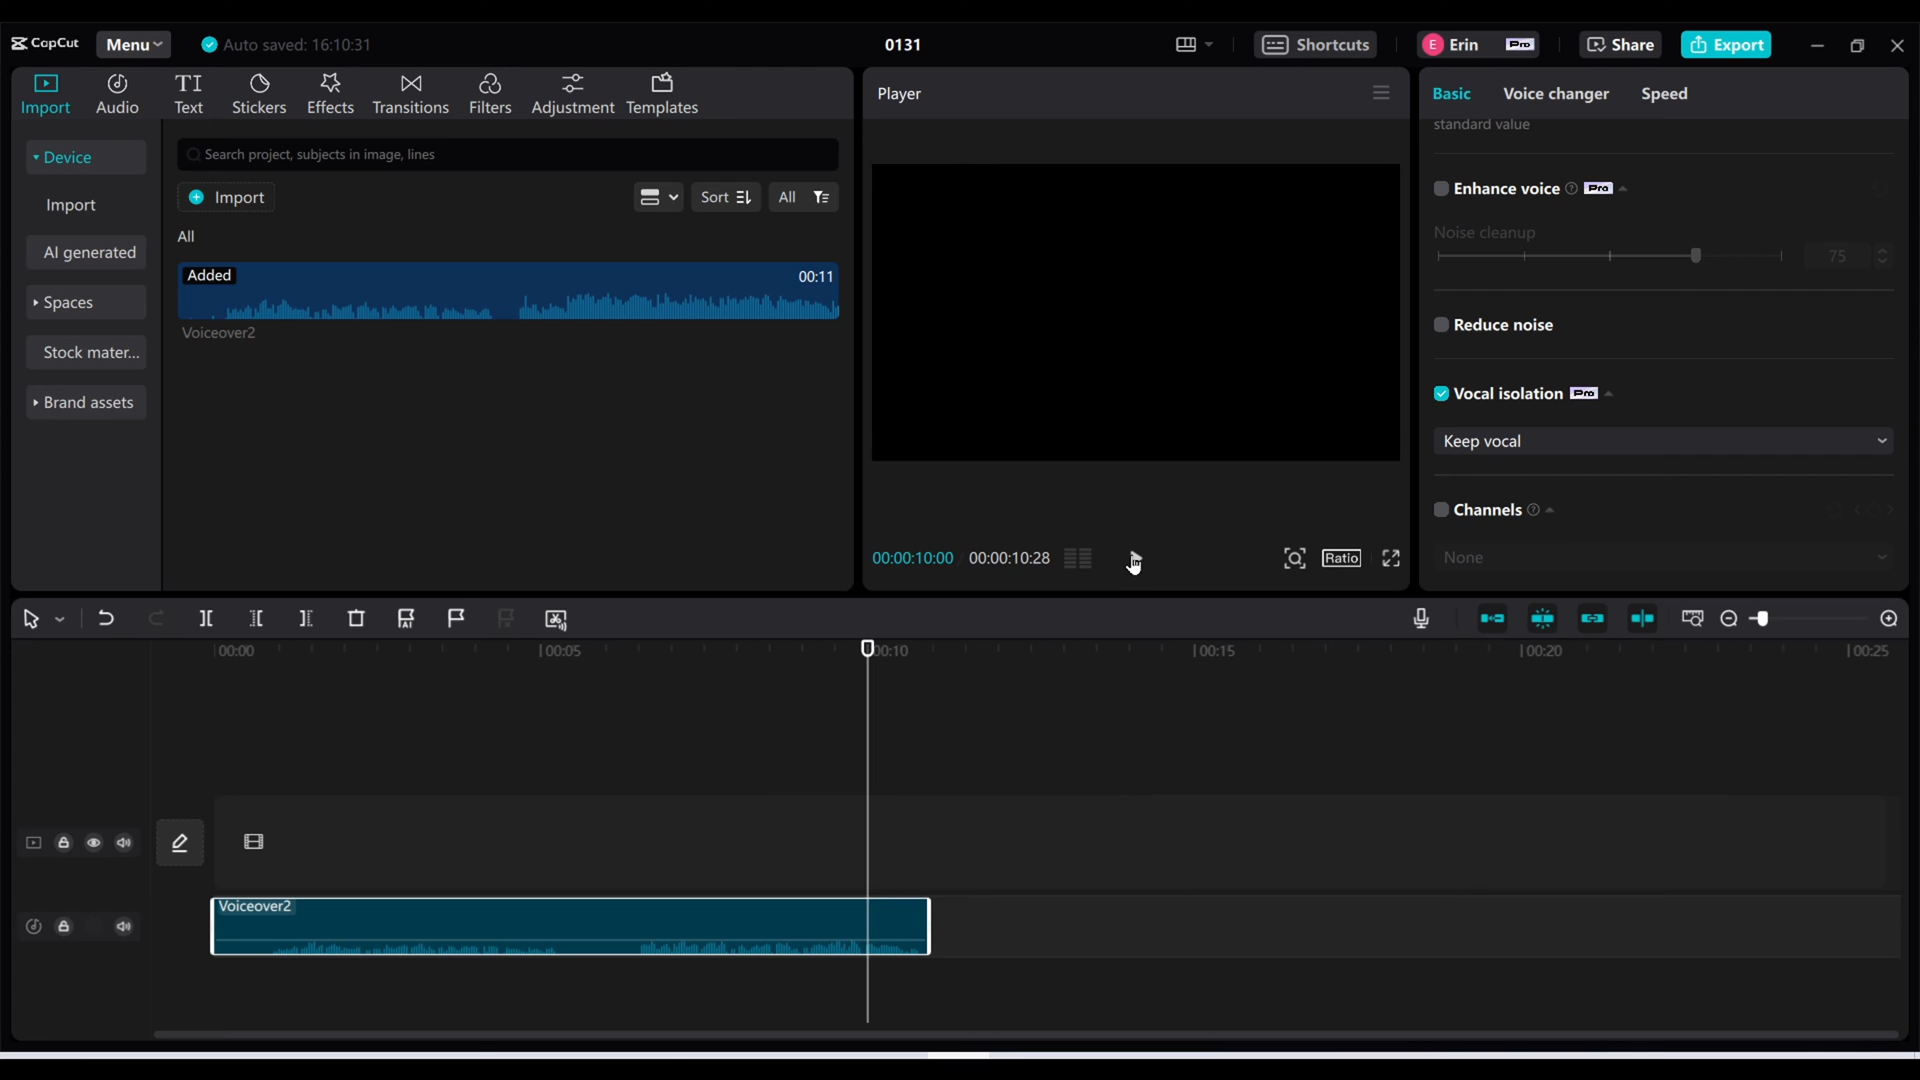 CapCut
Menu
Auto saved: 16:10:31
0131
Shortcuts
E Erin Pro
Share
Export
Import
Audio
TI
Text
Stickers
Effects
Transitions
Filters
Adjustment
Templates
Device
Import
AI generated
Spaces
Stock mater...
Brand assets
Search project, subjects in image, lines
Import
Sort
All
All
Added
00:11
Voiceover2
Player
00:00:10:00 / 00:00:10:28
Ratio
Basic
Voice changer
Speed
standard value
Enhance voice ? Pro
Noise cleanup
75
Reduce noise
Vocal isolation Pro
Keep vocal
Channels ?
None
00:00
00:05
00:10
00:15
00:20
00:25
Voiceover2